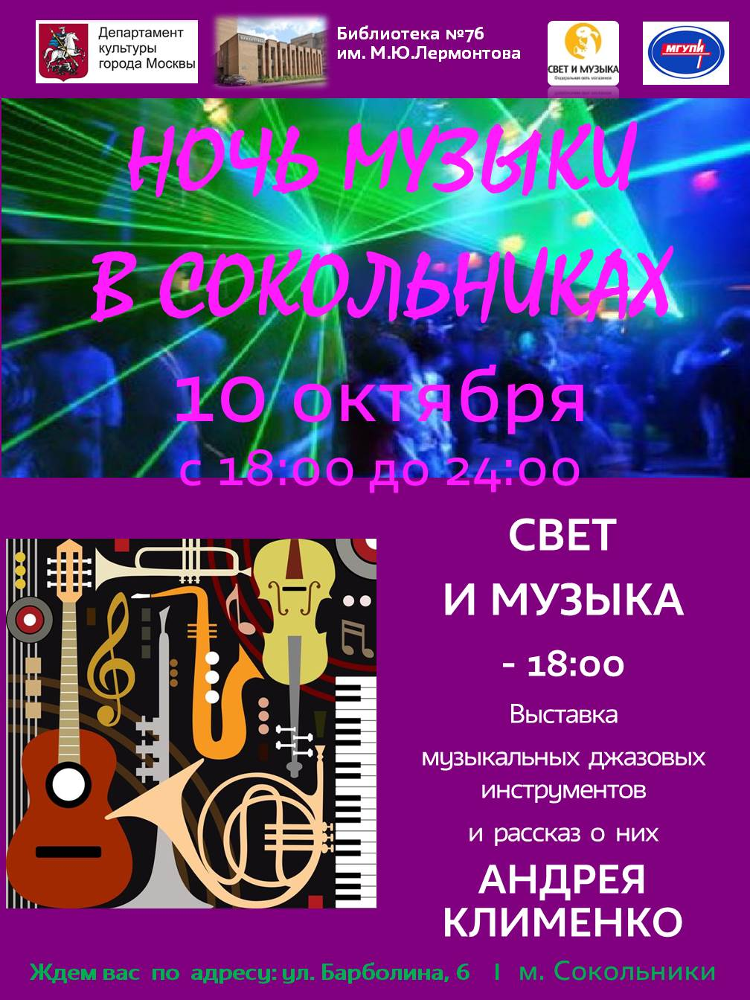 Департамент
культуры
города Москвы
Библиотека №76
им. М.Ю.Лермонтова
СВЕТ И МУЗЫКА
Федеральная сеть магазинов
МГУПИ
НОЧЬ МУЗЫКИ
В СОКОЛЬНИКАХ
10 октября
с 18:00 до 24:00
СВЕТ
И МУЗЫКА
- 18:00
Выставка
музыкальных джазовых
инструментов
и рассказ о них
АНДРЕЯ
КЛИМЕНКО
Ждем вас по адресу: ул. Барболина, 6 I м. Сокольники